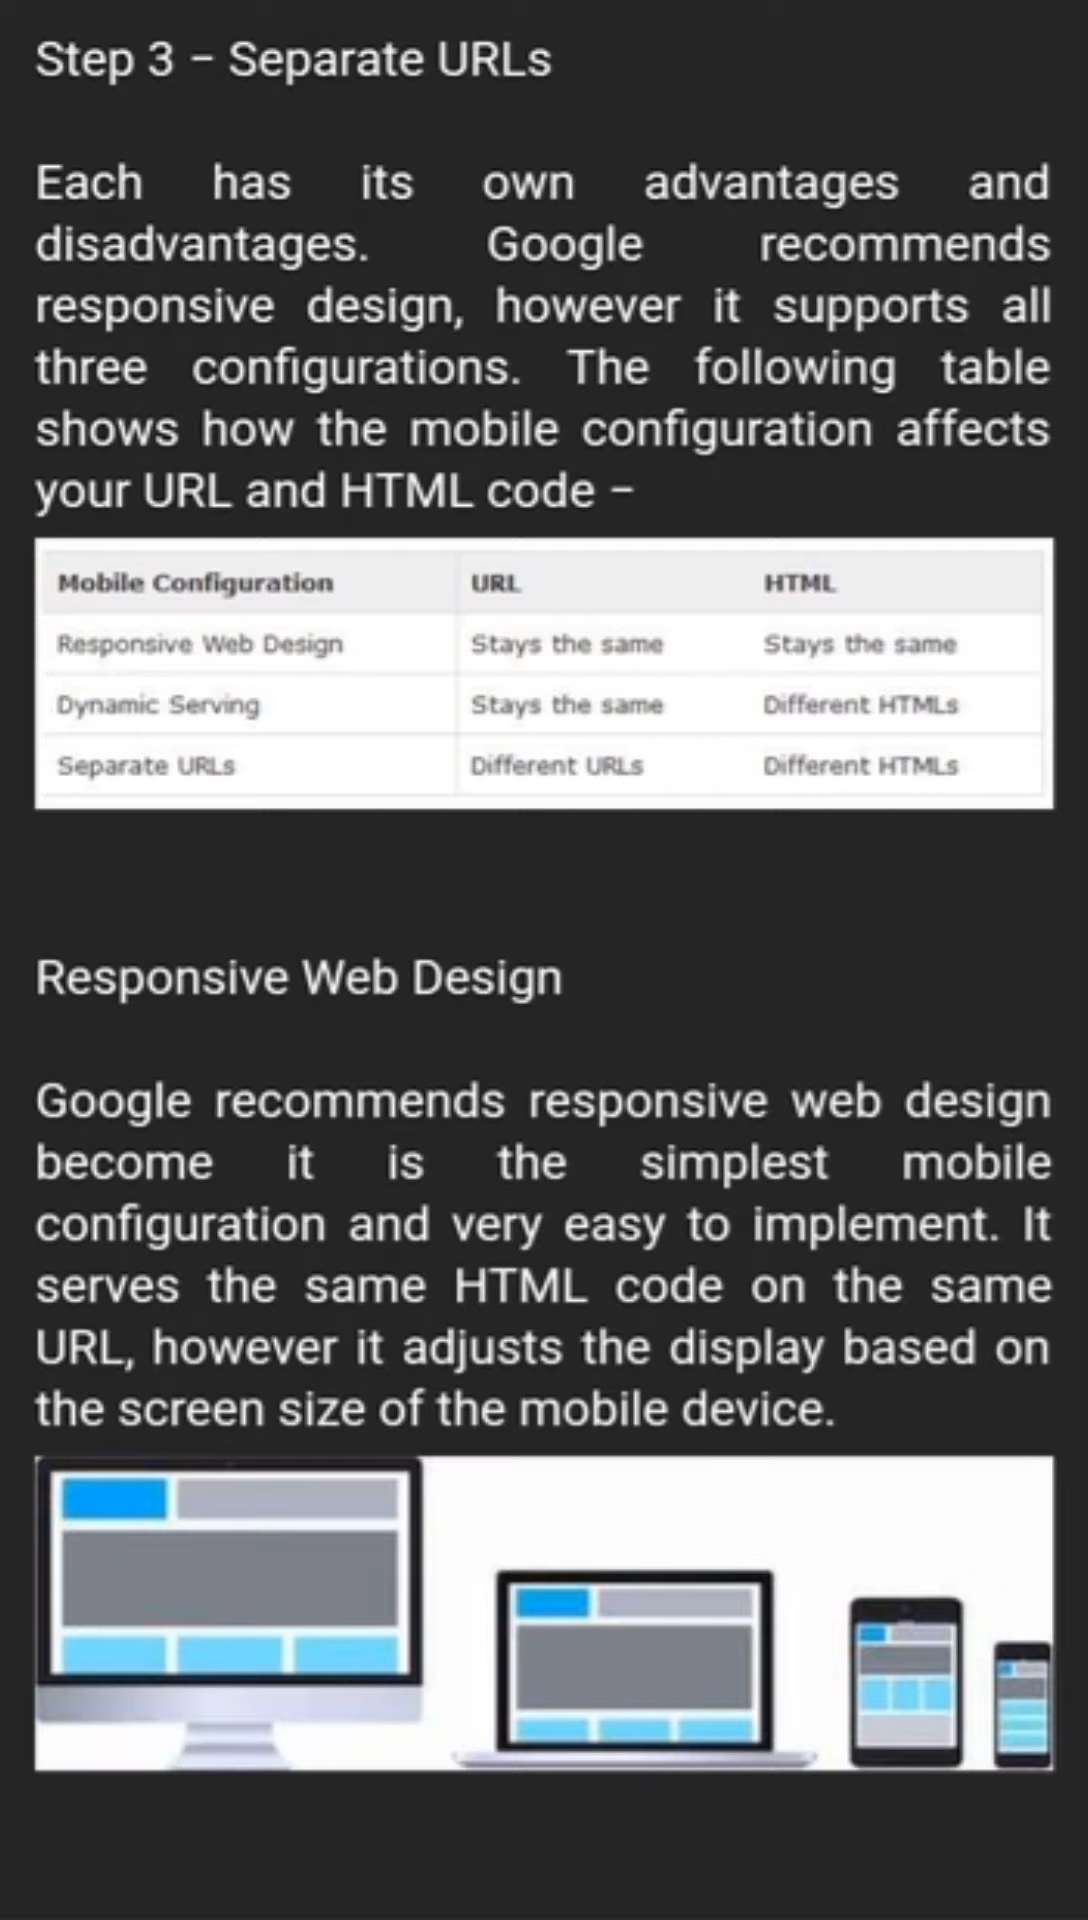 Step 3 – Separate URLs
Each has its own advantages and
disadvantages. Google recommends
responsive design, however it supports all
three configurations. The following table
shows how the mobile configuration affects
your URL and HTML code –
Mobile Configuration URL HTML
Responsive Web Design Stays the same Stays the same
Dynamic Serving Stays the same Different HTMLs
Separate URLs Different URLs Different HTMLs
Responsive Web Design
Google recommends responsive web design
become it is the simplest mobile
configuration and very easy to implement. It
serves the same HTML code on the same
URL, however it adjusts the display based on
the screen size of the mobile device.